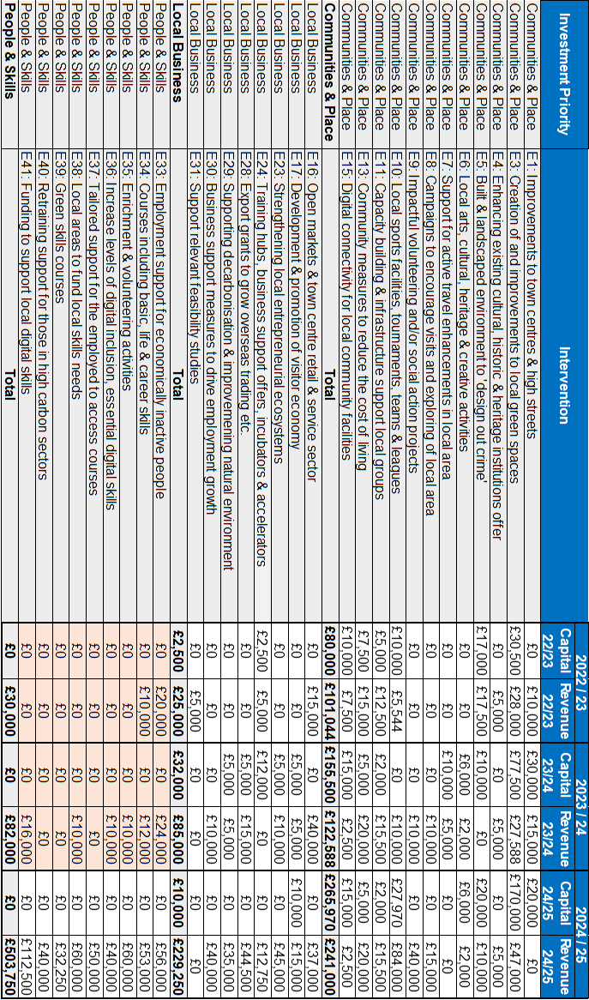 2022 / 23 2023 / 24 2024 / 25
Investment Priority Intervention Capital 22/23 Revenue 22/23 Capital 23/24 Revenue 23/24 Capital 24/25 Revenue 24/25
Communities & Place E1: Improvements to town centres & high streets £0 £10,000 £30,000 £15,000 £20,000 £0
Communities & Place E3: Creation of and improvements to local green spaces £30,500 £28,000 £77,500 £27,588 £170,000 £47,000
Communities & Place E4: Enhancing existing cultural, historic & heritage institutions offer £0 £5,000 £0 £5,000 £0 £5,000
Communities & Place E5: Built & landscaped environment to 'design out crime' £17,000 £17,500 £10,000 £0 £20,000 £10,000
Communities & Place E6: Local arts, cultural, heritage & creative activities £0 £0 £6,000 £2,000 £6,000 £2,000
Communities & Place E7: Support for active travel enhancements in local area £0 £0 £10,000 £5,000 £0 £0
Communities & Place E8: Campaigns to encourage visits and exploring of local area £0 £0 £0 £10,000 £0 £15,000
Communities & Place E9: Impactful volunteering and/or social action projects £0 £0 £0 £10,000 £0 £40,000
Communities & Place E10: Local sports facilities, tournaments, teams & leagues £10,000 £5,544 £0 £10,000 £27,970 £84,000
Communities & Place E11: Capacity building & infrastructure support local groups £5,000 £12,500 £2,000 £15,500 £2,000 £15,500
Communities & Place E13: Community measures to reduce the cost of living £7,500 £15,000 £5,000 £20,000 £5,000 £20,000
Communities & Place E15: Digital connectivity for local community facilities £10,000 £7,500 £15,000 £2,500 £15,000 £2,500
Communities & Place Total £80,000 £101,044 £155,500 £122,588 £265,970 £241,000
Local Business E16: Open markets & town centre retail & service sector £0 £15,000 £0 £40,000 £0 £37,000
Local Business E17: Development & promotion of visitor economy £0 £0 £5,000 £5,000 £10,000 £15,000
Local Business E23: Strengthening local entrepreneurial ecosystems £0 £0 £5,000 £10,000 £0 £45,000
Local Business E24: Training hubs, business support offers, incubators & accelerators £2,500 £5,000 £12,000 £0 £0 £12,750
Local Business E28: Export grants to grow overseas trading etc. £0 £0 £5,000 £15,000 £0 £44,500
Local Business E29: Supporting decarbonisation & improvemening natural environment £0 £0 £5,000 £5,000 £0 £35,000
Local Business E30: Business support measures to drive employment growth £0 £0 £0 £10,000 £0 £40,000
Local Business E31: Support relevant feasibility studies £0 £5,000 £0 £0 £0 £0
Local Business Total £2,500 £25,000 £32,000 £85,000 £10,000 £229,250
People & Skills E33: Employment support for economically inactive people £0 £20,000 £0 £24,000 £0 £56,000
People & Skills E34: Courses including basic, life & career skills £0 £10,000 £0 £12,000 £0 £53,000
People & Skills E35: Enrichment & volunteering activities £0 £0 £0 £10,000 £0 £60,000
People & Skills E36: Increase levels of digital inclusion, essential digital skills £0 £0 £0 £10,000 £0 £40,000
People & Skills E37: Tailored support for the employed to access courses £0 £0 £0 £0 £0 £50,000
People & Skills E38: Local areas to fund local skills needs £0 £0 £0 £10,000 £0 £60,000
People & Skills E39: Green skills courses £0 £0 £0 £0 £0 £32,250
People & Skills E40: Retraining support for those in high carbon sectors £0 £0 £0 £0 £0 £40,000
People & Skills E41: Funding to support local digital skills £0 £0 £0 £16,000 £0 £112,500
People & Skills Total £0 £30,000 £0 £82,000 £0 £503,750